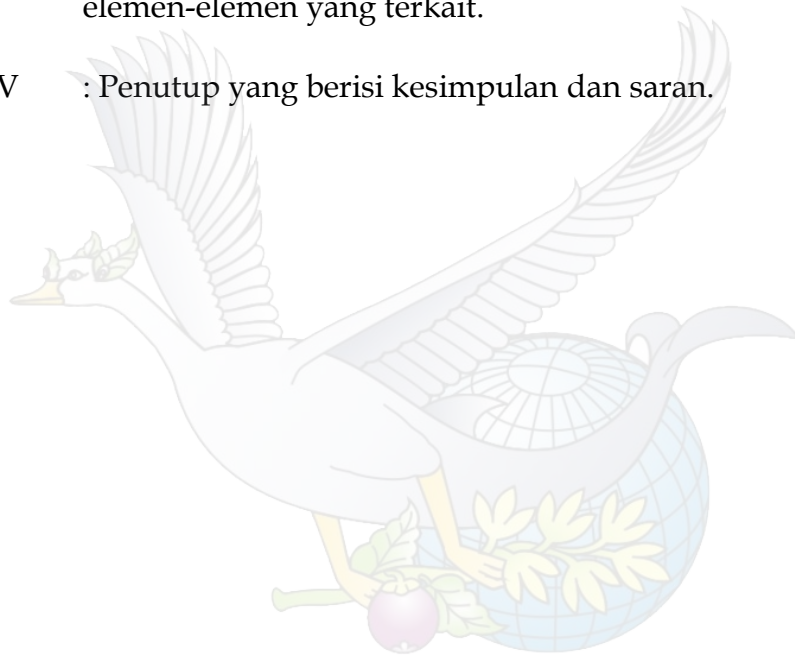 elemen-elemen yang terkait.
V : Penutup yang berisi kesimpulan dan saran.